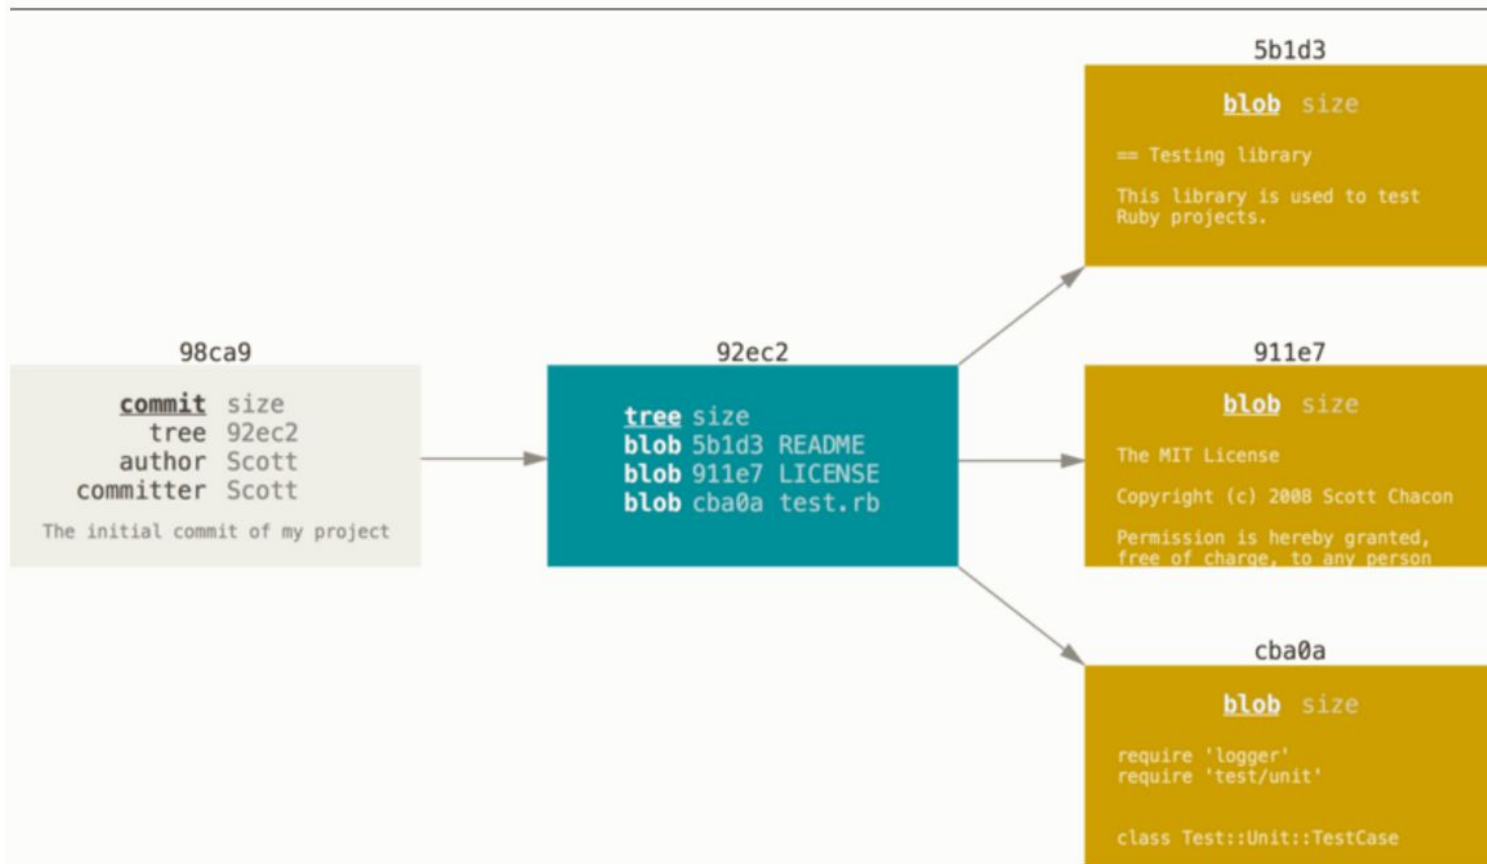 98ca9
commit size
tree 92ec2
author Scott
committer Scott
The initial commit of my project
92ec2
tree size
blob 5b1d3 README
blob 911e7 LICENSE
blob cba0a test.rb
5b1d3
blob size
== Testing library
This library is used to test
Ruby projects.
911e7
blob size
The MIT License
Copyright (c) 2008 Scott Chacon
Permission is hereby granted,
free of charge, to any person
cba0a
blob size
require 'logger'
require 'test/unit'
class Test::Unit::TestCase